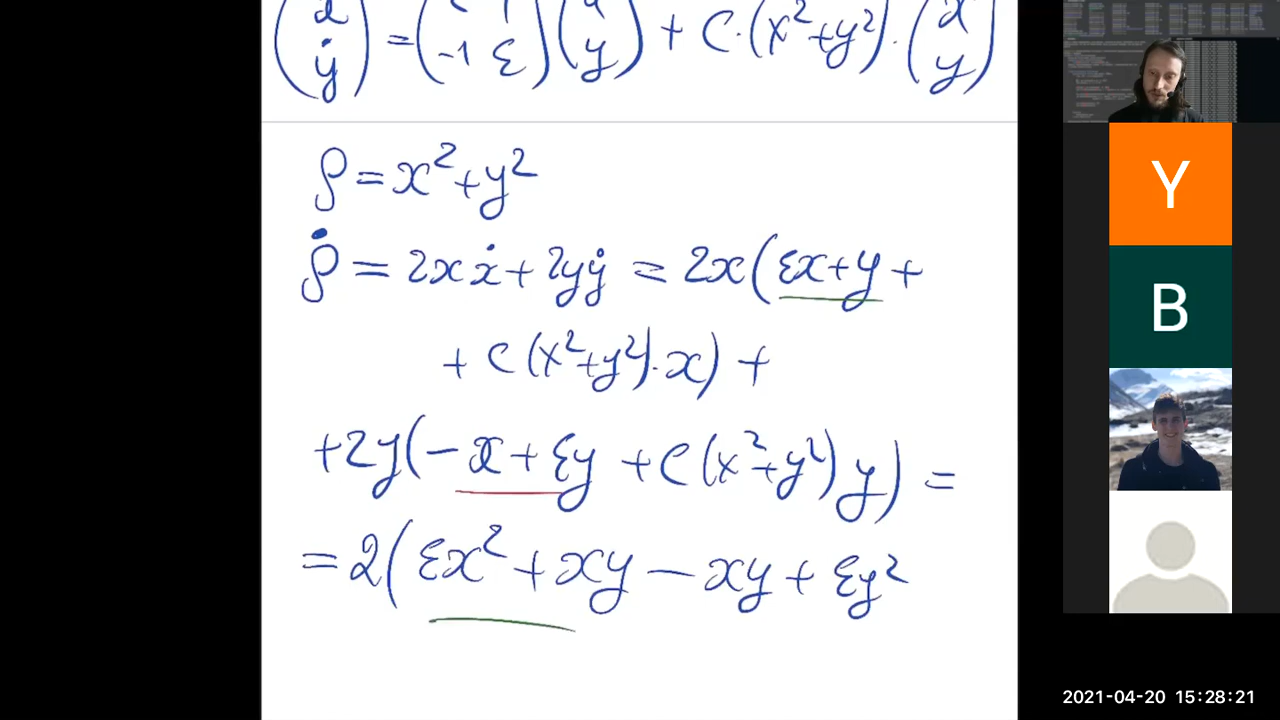 (ẏ) = (-1 ε)(y) + C·(x²+y²)·(x y)
ρ = x²+y²
ρ̇ = 2xẋ + 2yẏ = 2x(εx+y+
+ C(x²+y²)·x) +
+2y(-x+εy +C(x²+y²)y) =
= 2(εx²+xy-xy+εy²
Y
B
2021-04-20 15:28:21